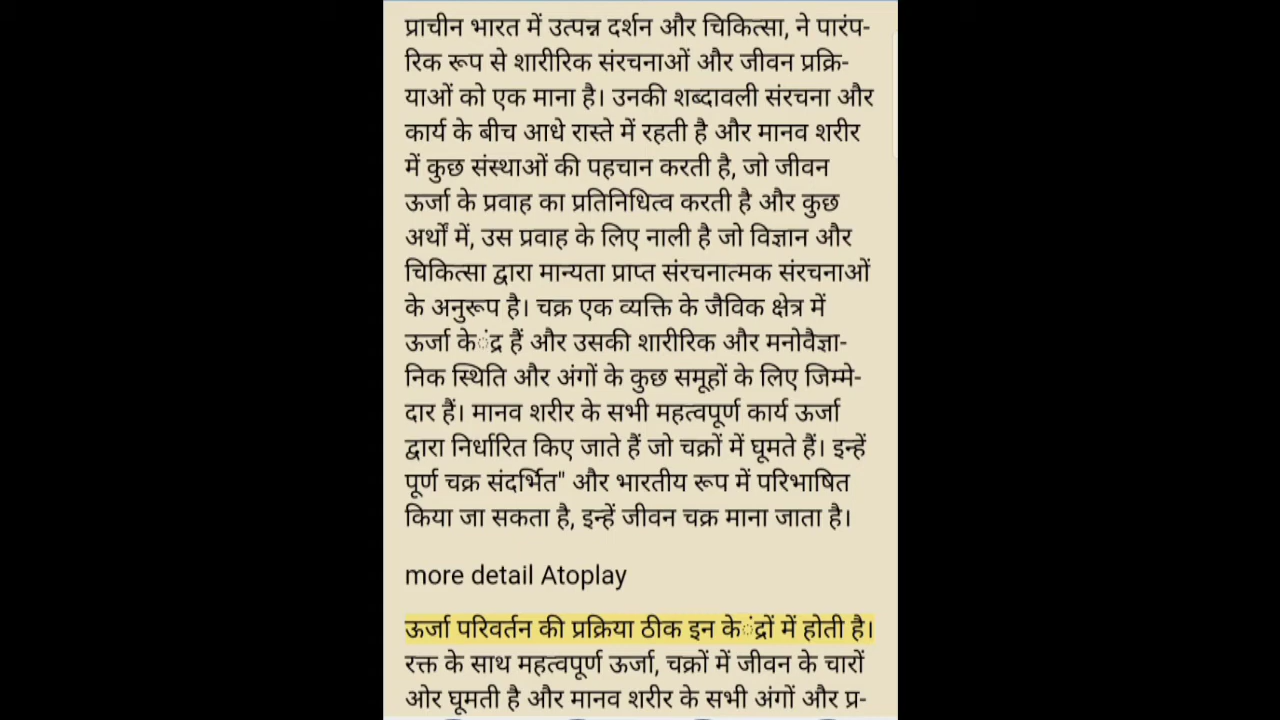 प्राचीन भारत में उत्पन्न दर्शन और चिकित्सा, ने पारंप-
रिक रूप से शारीरिक संरचनाओं और जीवन प्रक्रि-
याओं को एक माना है। उनकी शब्दावली संरचना और
कार्य के बीच आधे रास्ते में रहती है और मानव शरीर
में कुछ संस्थाओं की पहचान करती है, जो जीवन
ऊर्जा के प्रवाह का प्रतिनिधित्व करती है और कुछ
अर्थों में, उस प्रवाह के लिए नाली है जो विज्ञान और
चिकित्सा द्वारा मान्यता प्राप्त संरचनात्मक संरचनाओं
के अनुरूप है। चक्र एक व्यक्ति के जैविक क्षेत्र में
ऊर्जा के◌ंद्र हैं और उसकी शारीरिक और मनोवैज्ञा-
निक स्थिति और अंगों के कुछ समूहों के लिए जिम्मे-
दार हैं। मानव शरीर के सभी महत्वपूर्ण कार्य ऊर्जा
द्वारा निर्धारित किए जाते हैं जो चक्रों में घूमते हैं। इन्हें
पूर्ण चक्र संदर्भित" और भारतीय रूप में परिभाषित
किया जा सकता है, इन्हें जीवन चक्र माना जाता है।
more detail Atoplay
ऊर्जा परिवर्तन की प्रक्रिया ठीक इन के◌ंद्रों में होती है।
रक्त के साथ महत्वपूर्ण ऊर्जा, चक्रों में जीवन के चारों
ओर घूमती है और मानव शरीर के सभी अंगों और प्र-